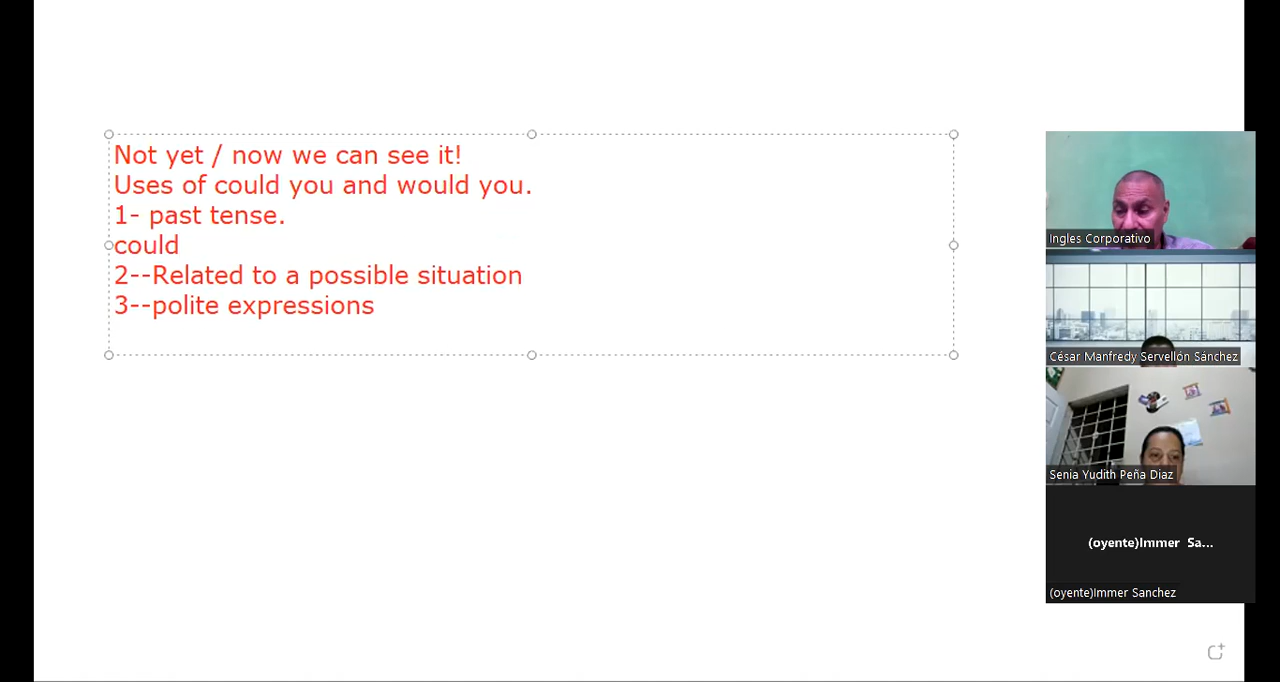 Not yet / now we can see it!
Uses of could you and would you.
1- past tense.
could
2--Related to a possible situation
3--polite expressions
Ingles Corporativo
César Manfredy Servellón Sánchez
Senia Yudith Peña Diaz
(oyente)Immer Sa...
(oyente)Immer Sanchez